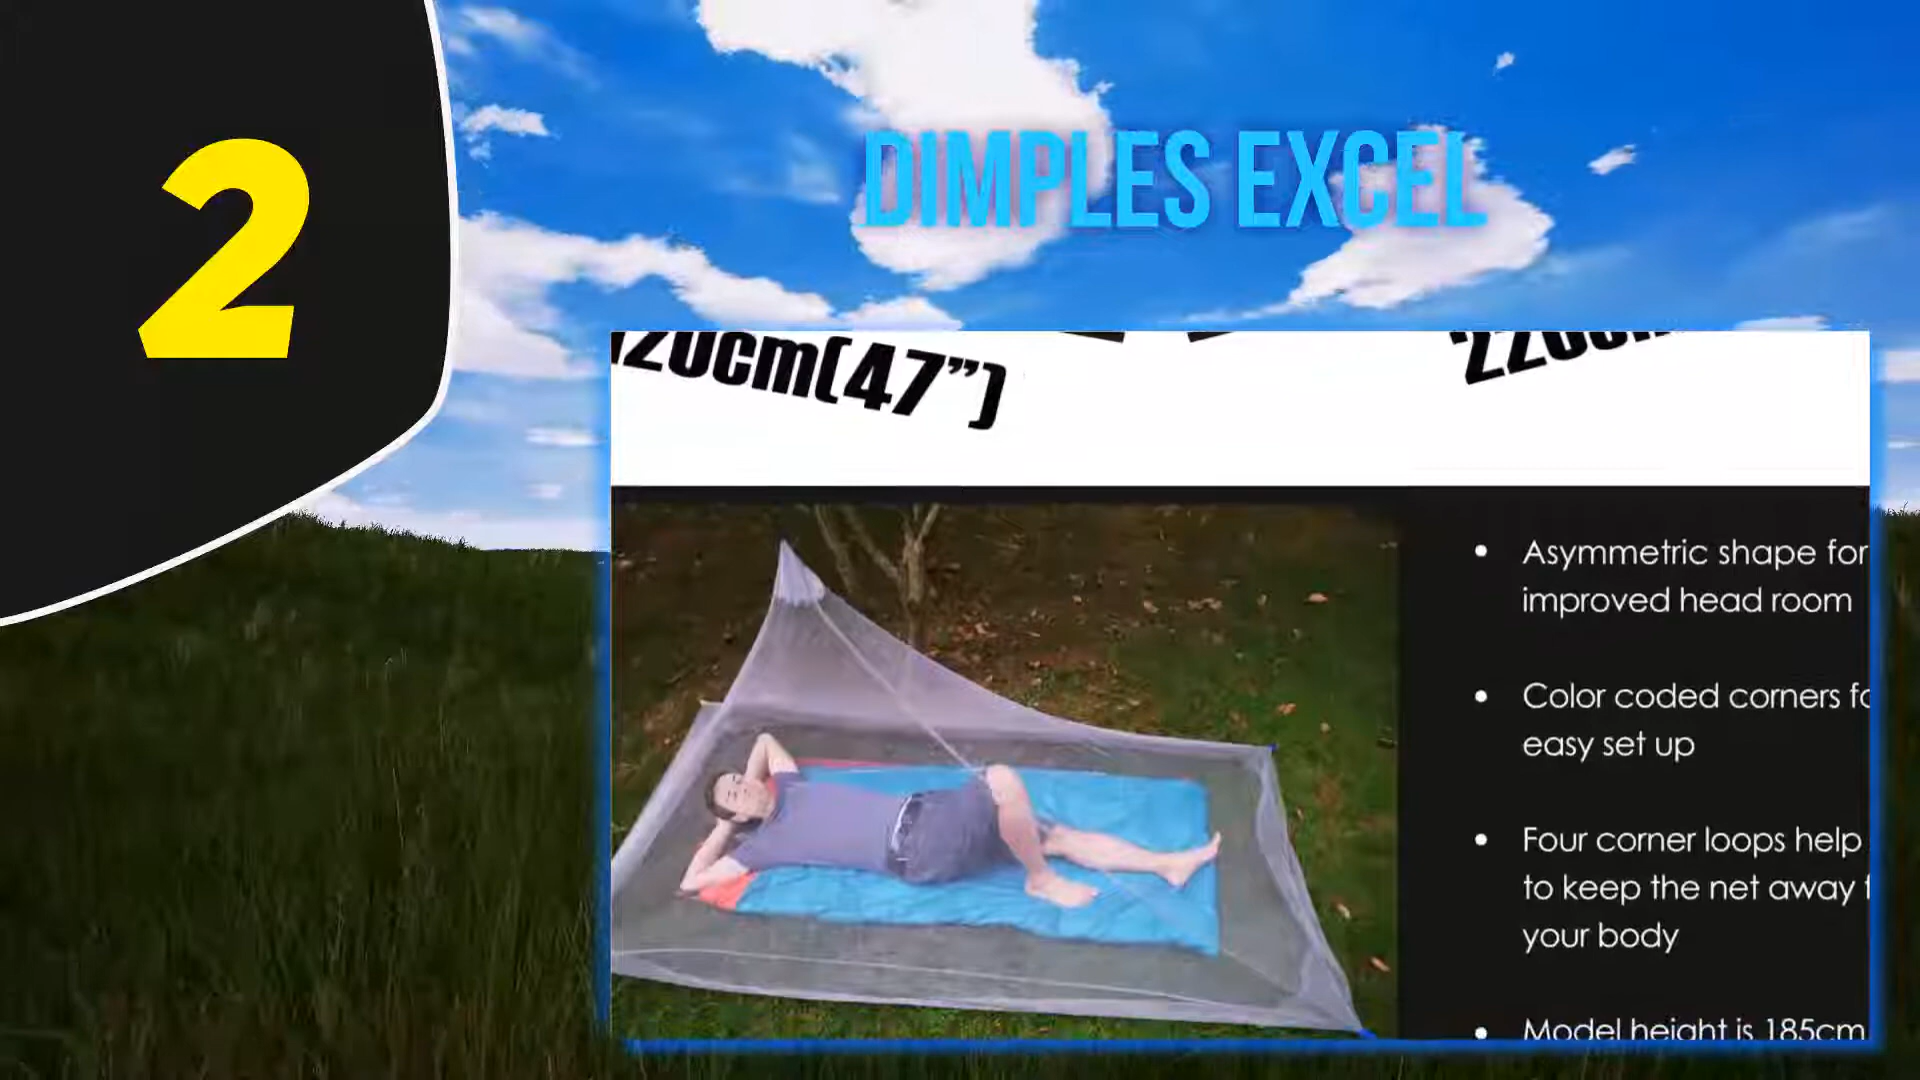 2
DIMPLES EXCEL
120cm(47”)
Asymmetric shape for
improved head room
Color coded corners
easy set up
Four corner loops help
to keep the net away
your body
Model height is 185cm